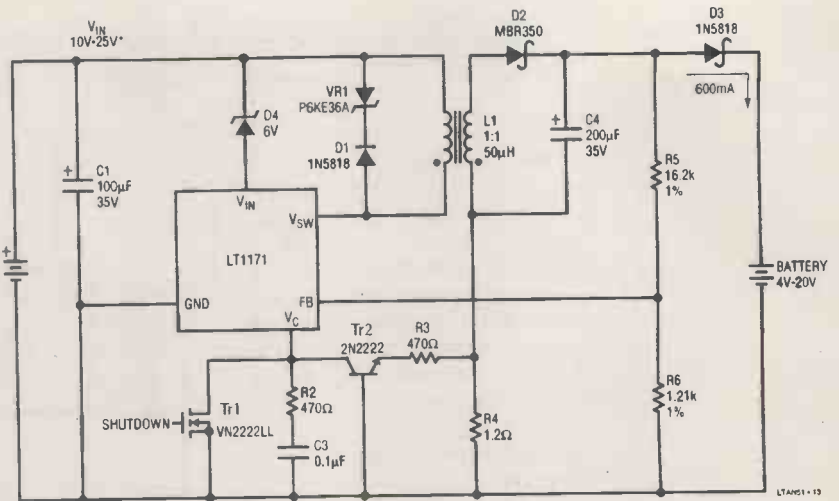 VIN
10V-25V*
D2
MBR350
D3
1N5818
600mA
VR1
P6KE36A
D4
6V
D1
1N5818
L1
1:1
50µH
C4
200µF
35V
R5
16.2k
1%
C1
100µF
35V
VIN
VSW
LT1171
GND
FB
VC
BATTERY
4V-20V
Tr2
2N2222
R3
470Ω
R6
1.21k
1%
R2
470Ω
Tr1
SHUTDOWN
VN2222LL
R4
1.2Ω
C3
0.1µF
LTAN51•13